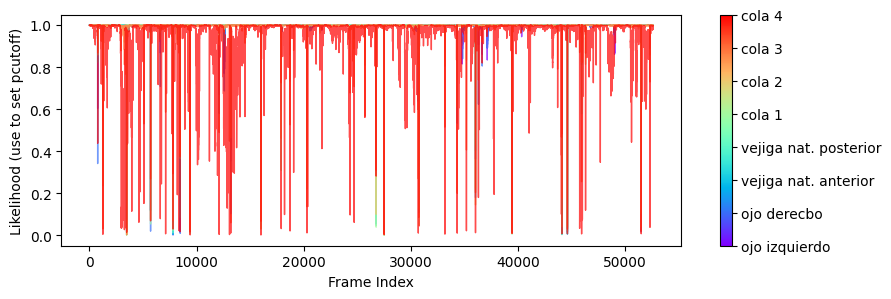 Likelihood (use to set pcutoff)
1.0
0.8
0.6
0.4
0.2
0.0
0
10000
20000
30000
40000
50000
Frame Index
cola 4
cola 3
cola 2
cola 1
vejiga nat. posterior
vejiga nat. anterior
ojo derecbo
ojo izquierdo